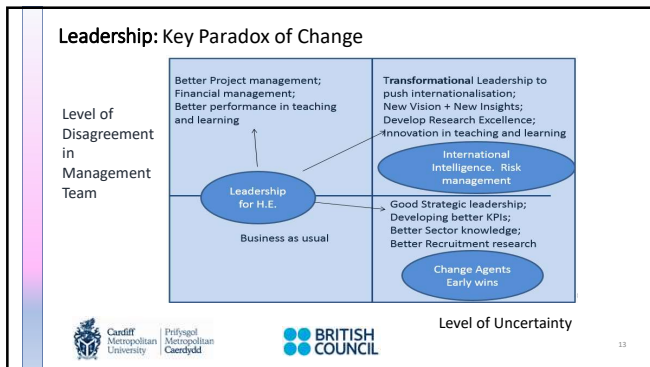 Leadership: Key Paradox of Change
Level of
Disagreement
in
Management
Team
Better Project management;
Financial management;
Better performance in teaching
and learning
Transformational Leadership to
push internationalisation;
New Vision + New Insights;
Develop Research Excellence;
Innovation in teaching and learning
International
Intelligence. Risk
management
Leadership
for H.E.
Business as usual
Good Strategic leadership;
Developing better KPIs;
Better Sector knowledge;
Better Recruitment research
Change Agents
Early wins
Level of Uncertainty
Cardiff
Metropolitan
University
Prifysgol
Metropolitan
Caerdydd
BRITISH
COUNCIL
13